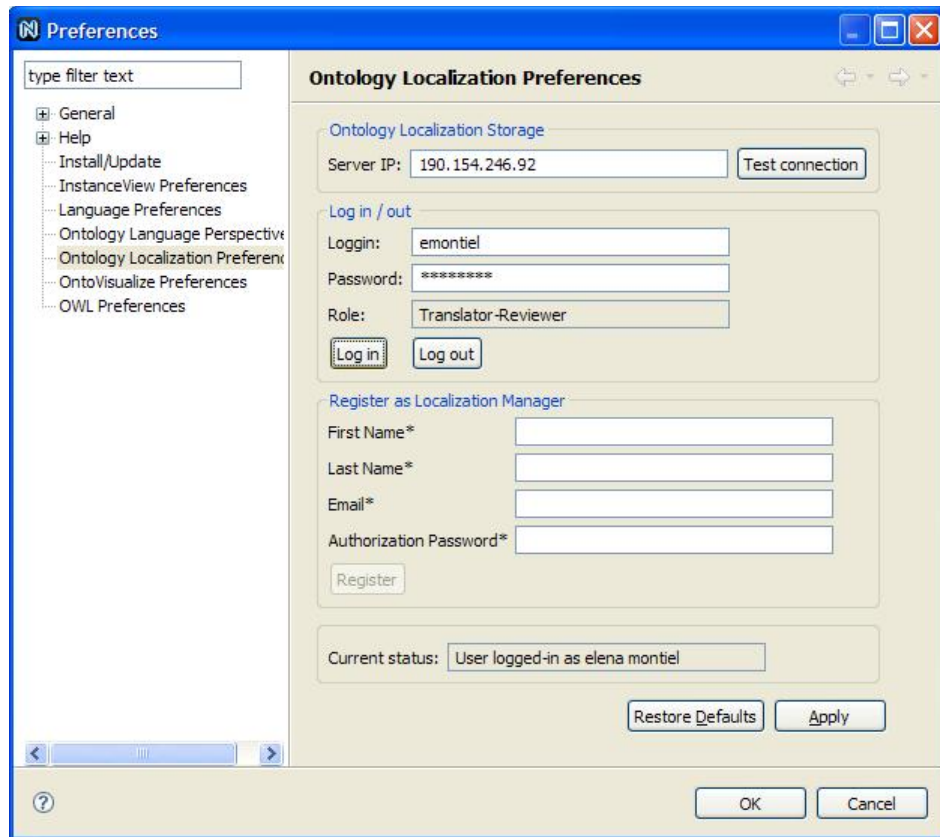 Preferences
type filter text
General
Help
Install/Update
InstanceView Preferences
Language Preferences
Ontology Language Perspective
Ontology Localization Preferenc
OntoVisualize Preferences
OWL Preferences
Ontology Localization Preferences
Ontology Localization Storage
Server IP: 190.154.246.92 Test connection
Log in / out
Loggin: emontiel
Password: ********
Role: Translator-Reviewer
Log in Log out
Register as Localization Manager
First Name*
Last Name*
Email*
Authorization Password*
Register
Current status: User logged-in as elena montiel
Restore Defaults Apply
OK Cancel